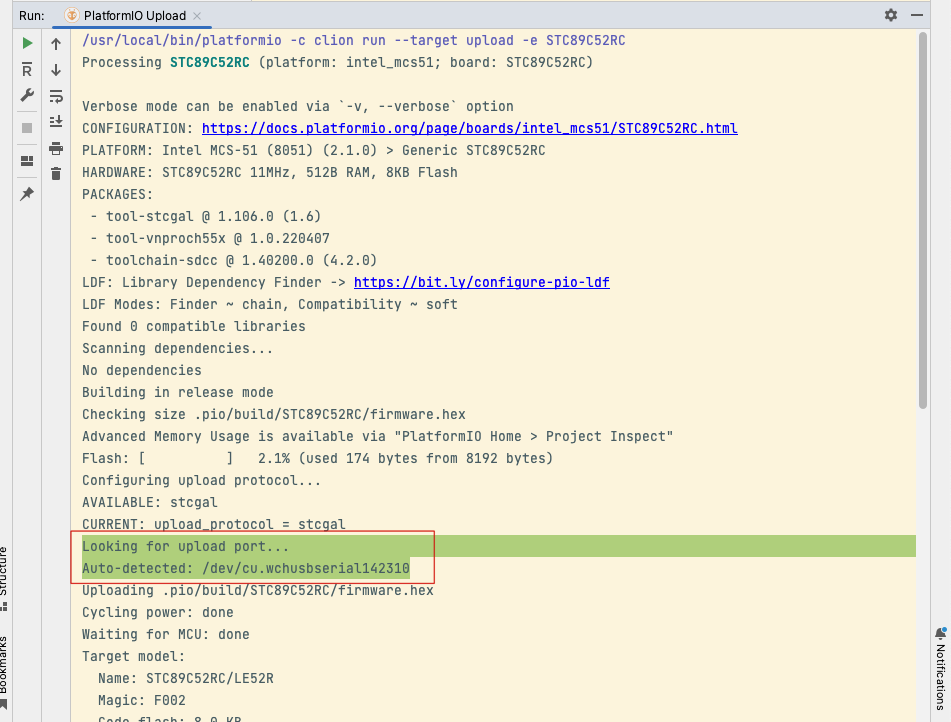 Run: PlatformIO Upload
/usr/local/bin/platformio -c clion run --target upload -e STC89C52RC
Processing STC89C52RC (platform: intel_mcs51; board: STC89C52RC)
Verbose mode can be enabled via `-v, --verbose` option
CONFIGURATION: https://docs.platformio.org/page/boards/intel_mcs51/STC89C52RC.html
PLATFORM: Intel MCS-51 (8051) (2.1.0) > Generic STC89C52RC
HARDWARE: STC89C52RC 11MHz, 512B RAM, 8KB Flash
PACKAGES:
- tool-stcgal @ 1.106.0 (1.6)
- tool-vnproch55x @ 1.0.220407
- toolchain-sdcc @ 1.40200.0 (4.2.0)
LDF: Library Dependency Finder -> https://bit.ly/configure-pio-ldf
LDF Modes: Finder ~ chain, Compatibility ~ soft
Found 0 compatible libraries
Scanning dependencies...
No dependencies
Building in release mode
Checking size .pio/build/STC89C52RC/firmware.hex
Advanced Memory Usage is available via "PlatformIO Home > Project Inspect"
Flash: [          ]   2.1% (used 174 bytes from 8192 bytes)
Configuring upload protocol...
AVAILABLE: stcgal
CURRENT: upload_protocol = stcgal
Looking for upload port...
Auto-detected: /dev/cu.wchusbserial142310
Uploading .pio/build/STC89C52RC/firmware.hex
Cycling power: done
Waiting for MCU: done
Target model:
Name: STC89C52RC/LE52R
Magic: F002
Code flash: 8.0 KB
Structure
Bookmarks
Notifications